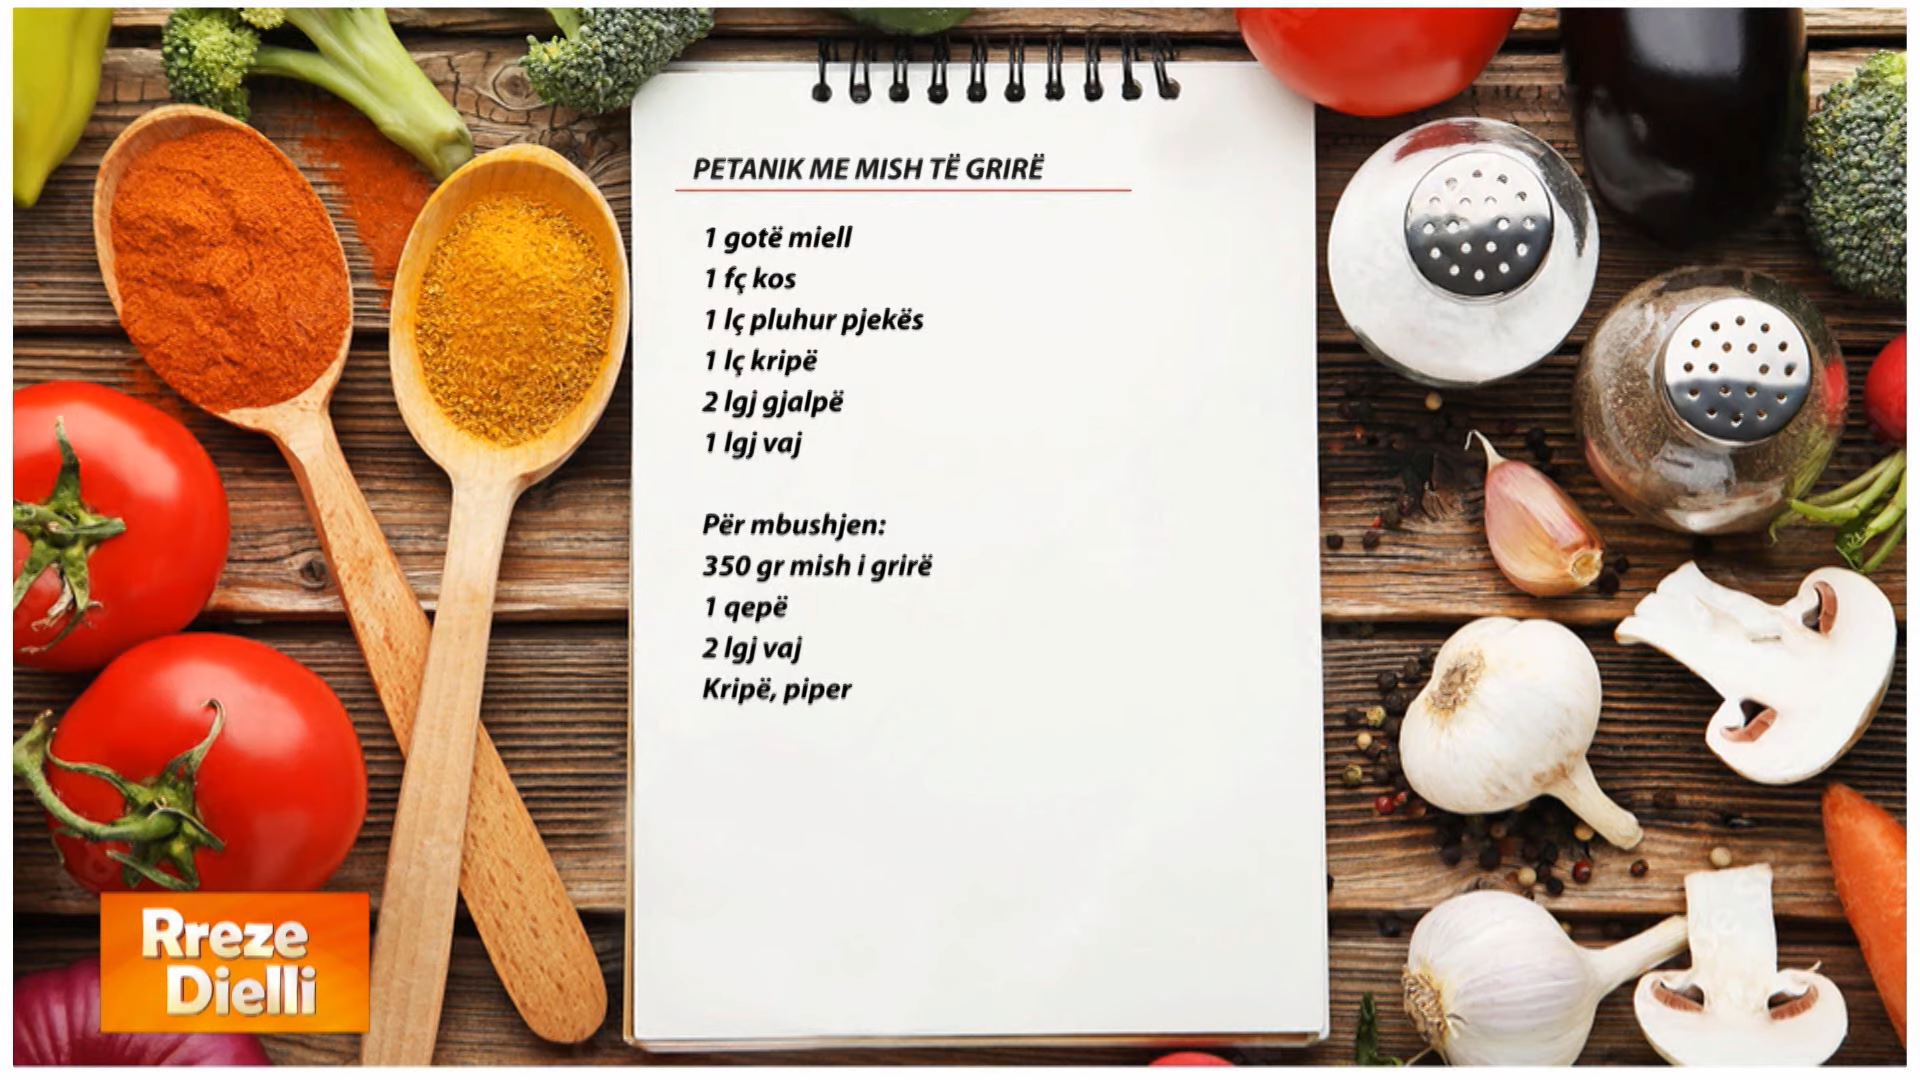 PETANIK ME MISH TË GRIRË
1 gotë miell
1 fç kos
1 lç pluhur pjekës
1 lç kripë
2 lgj gjalpë
1 lgj vaj
Për mbushjen:
350 gr mish i grirë
1 qepë
2 lgj vaj
Kripë, piper
Rreze
Dielli